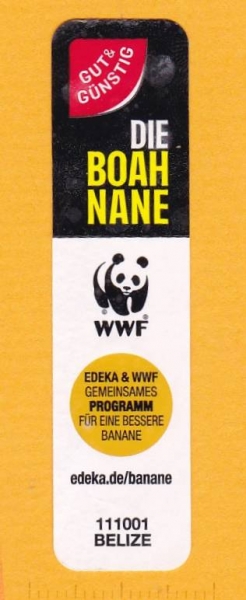 GUT&
GÜNSTIG
DIE
BOAH
NANE
WWF
EDEKA & WWF
GEMEINSAMES
PROGRAMM
FÜR EINE BESSERE
BANANE
edeka.de/banane
111001
BELIZE